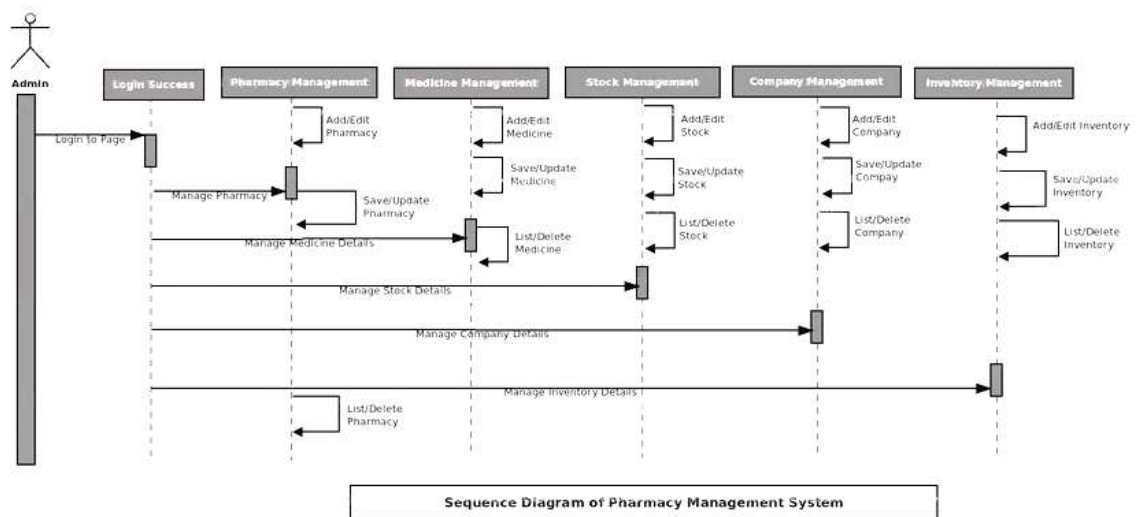 Admin
Login Success
Pharmacy Management
Medicine Management
Stock Management
Company Management
Inventory Management
Add/Edit
Pharmacy
Add/Edit
Medicine
Add/Edit
Stock
Add/Edit
Company
Add/Edit Inventory
Login to Page
Save/Update
Medicine
Save/Update
Stock
Save/Update
Compay
Save/Update
Inventory
Manage Pharmacy
Save/Update
Pharmacy
List/Delete
Medicine
List/Delete
Stock
List/Delete
Company
List/Delete
Inventory
Manage Medicine Details
Manage Stock Details
Manage Company Details
Manage Inventory Details
List/Delete
Pharmacy
Sequence Diagram of Pharmacy Management System